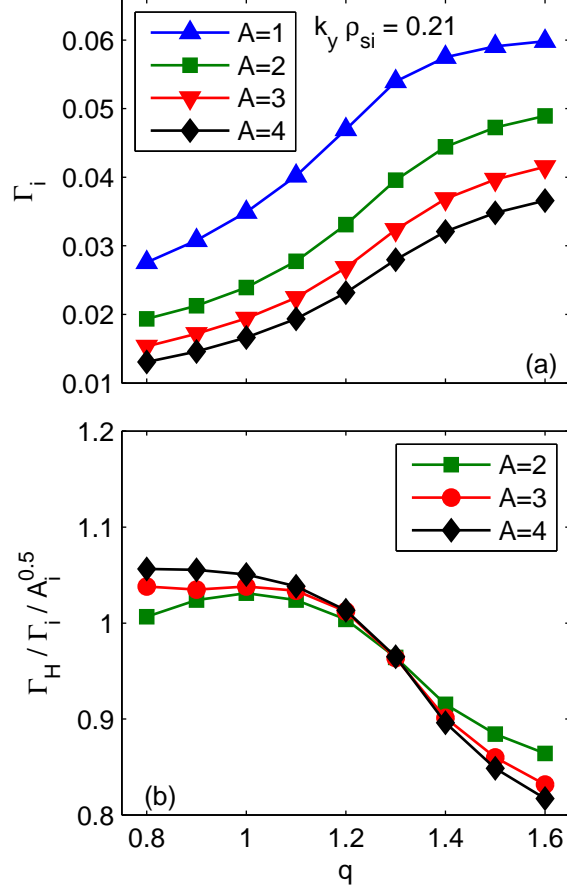 0.06
0.05
0.04
0.03
0.02
0.01
Γ_i
A=1
A=2
A=3
A=4
k_y ρ_si = 0.21
(a)
1.2
1.1
1
0.9
0.8
Γ_H / Γ_i / A_i^0.5
A=2
A=3
A=4
(b)
0.8
1
1.2
1.4
1.6
q